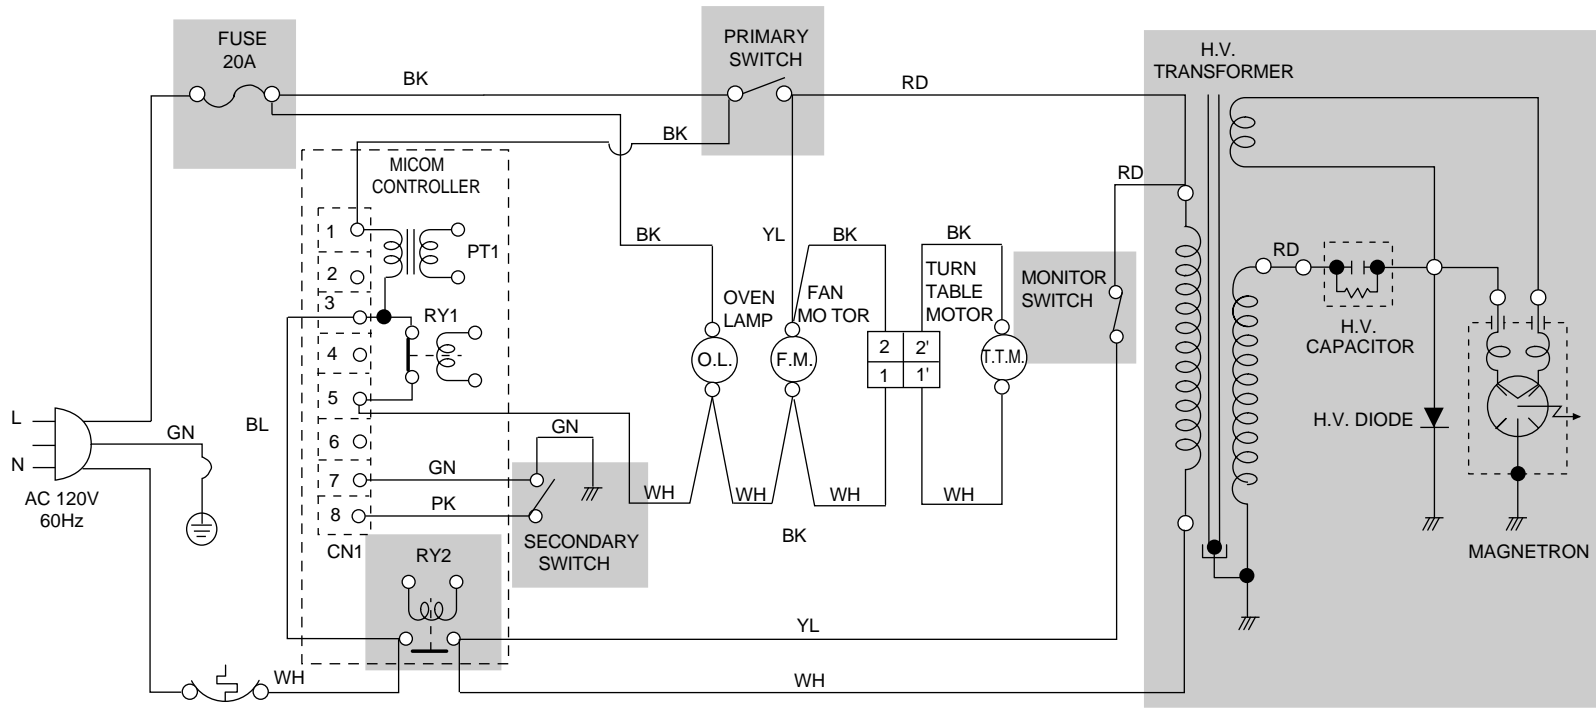 FUSE
20A
BK
PRIMARY
SWITCH
RD
H.V.
TRANSFORMER
BK
MICOM
CONTROLLER
RD
1
PT1
BK
YL
BK
BK
RD
2
TURN
TABLE
MOTOR
MONITOR
SWITCH
3
RY1
OVEN
LAMP
FAN
MO TOR
H.V.
CAPACITOR
4
O.L.
F.M.
2
2'
1
1'
T.T.M.
5
L
GN
BL
GN
H.V. DIODE
6
N
7
GN
AC 120V
60Hz
8
PK
WH
WH
WH
WH
CN1
RY2
SECONDARY
SWITCH
BK
MAGNETRON
YL
WH
WH